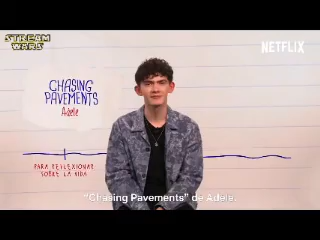 STREAM
WARS
NETFLIX
CHASING
PAVEMENTS
Adele
PARA REFLEXIONAR
SOBRE LA VIDA
“Chasing Pavements” de Adele.